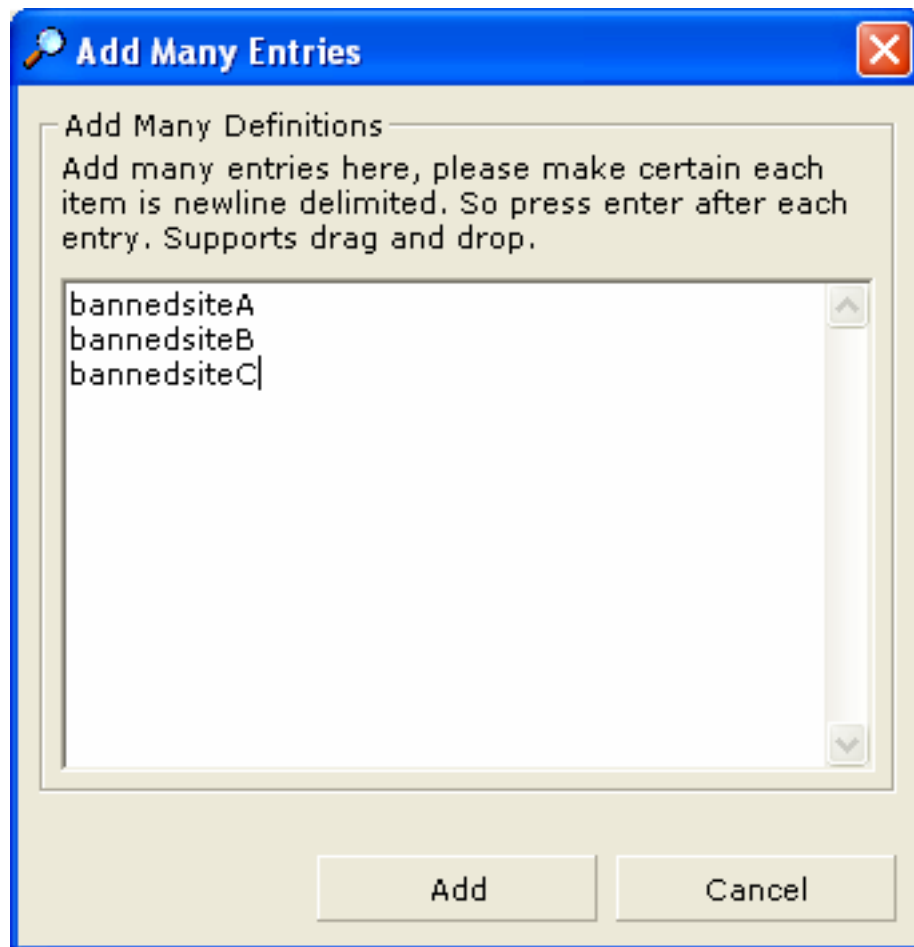 Add Many Entries
Add Many Definitions
Add many entries here, please make certain each
item is newline delimited. So press enter after each
entry. Supports drag and drop.
bannedsiteA
bannedsiteB
bannedsiteC
Add
Cancel